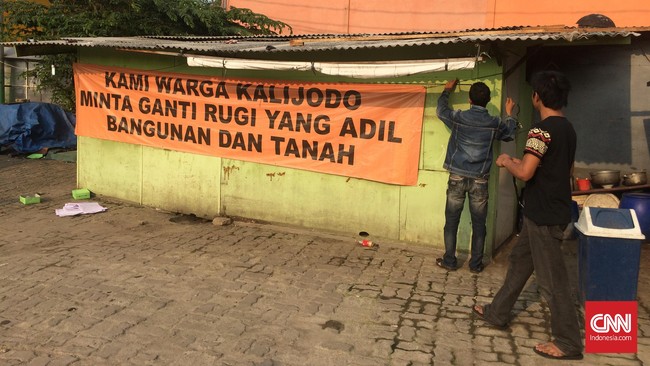 KAMI WARGA KALIJODO
MINTA GANTI RUGI YANG ADIL
BANGUNAN DAN TANAH
CNN
Indonesia.com